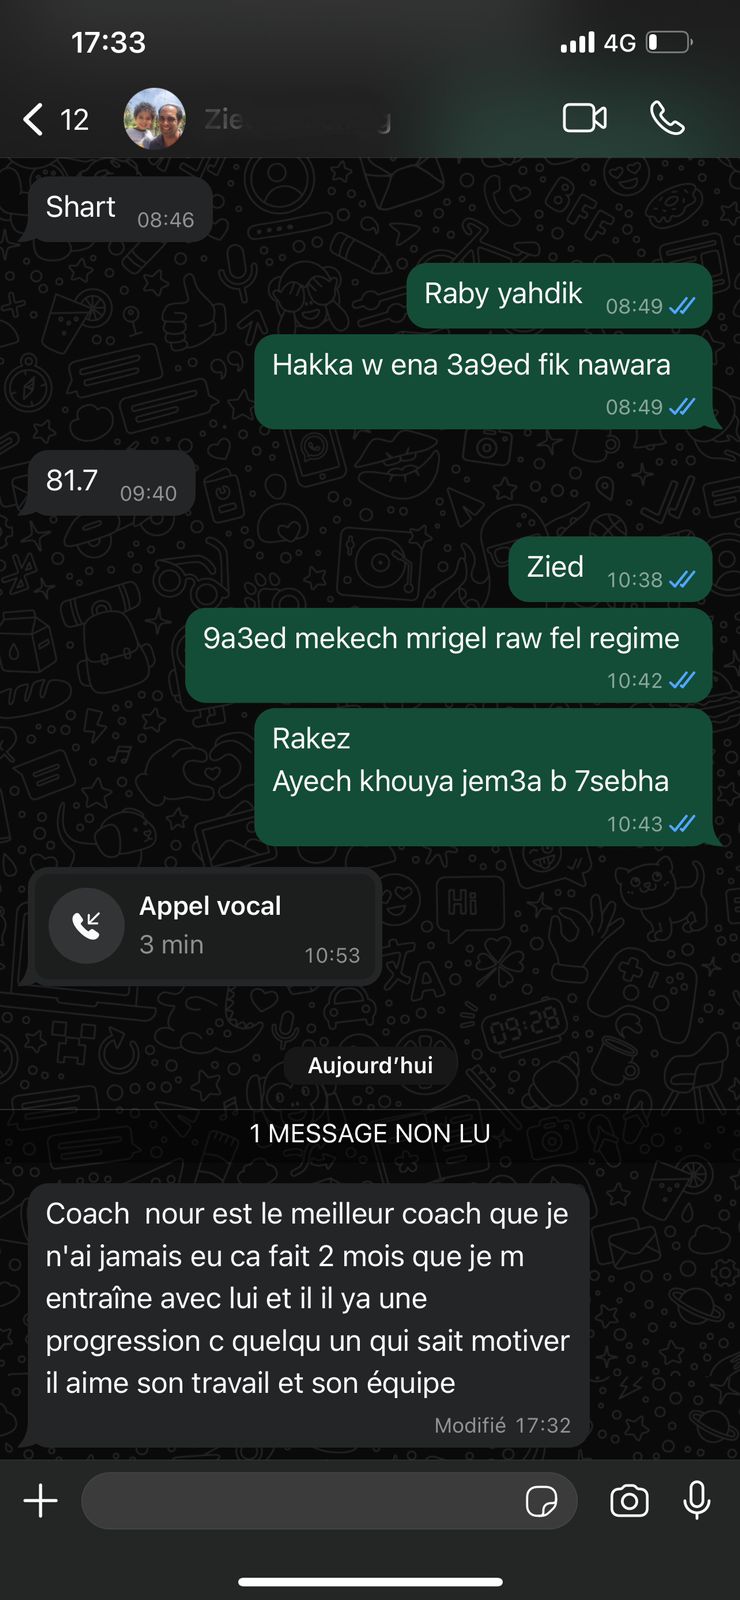 17:33
4G
12
Shart 08:46
Raby yahdik 08:49
Hakka w ena 3a9ed fik nawara
08:49
81.7 09:40
Zied 10:38
9a3ed mekech mrigel raw fel regime
10:42
Rakez
Ayech khouya jem3a b 7sebha
10:43
Appel vocal
3 min 10:53
Aujourd’hui
1 MESSAGE NON LU
Coach  nour est le meilleur coach que je
n'ai jamais eu ca fait 2 mois que je m
entraîne avec lui et il il ya une
progression c quelqu un qui sait motiver
il aime son travail et son équipe
Modifié 17:32